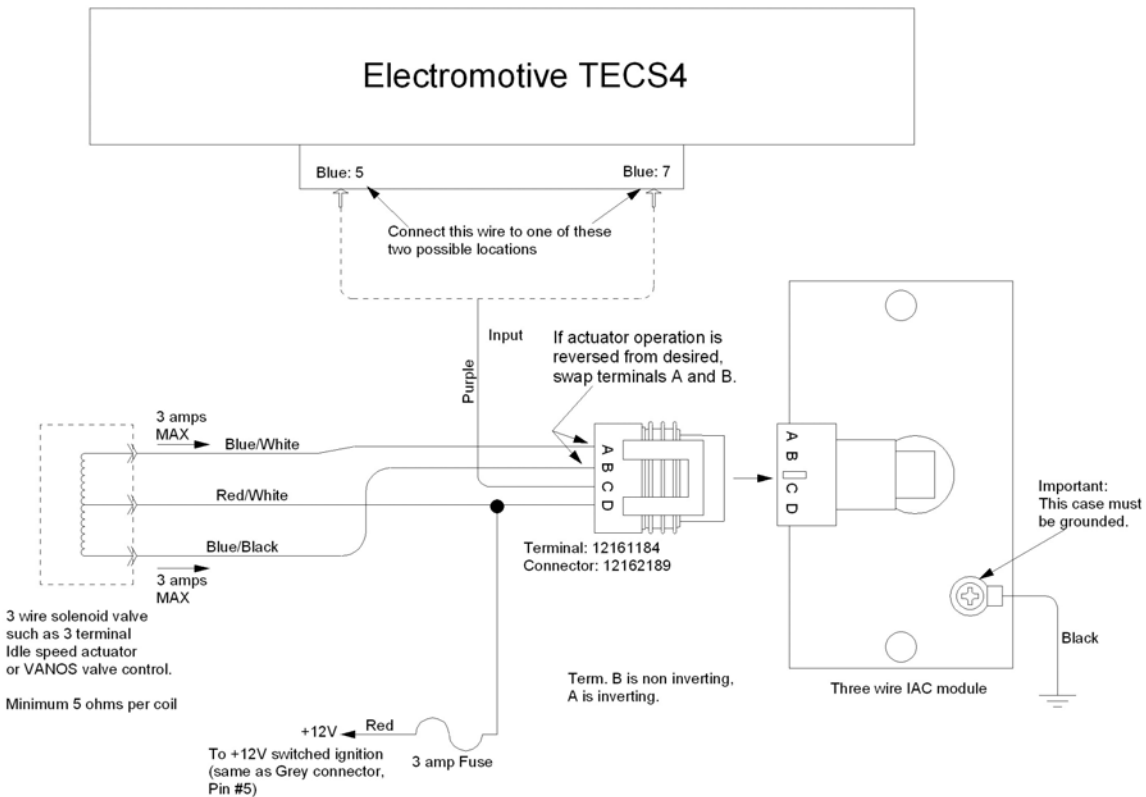 Electromotive TECS4
Blue: 5
Blue: 7
Connect this wire to one of these
two possible locations
Input
Purple
If actuator operation is
reversed from desired,
swap terminals A and B.
3 amps
MAX
Blue/White
Red/White
Blue/Black
3 amps
MAX
A
B
C
D
Terminal: 12161184
Connector: 12162189
A
B
C
D
Important:
This case must
be grounded.
Black
3 wire solenoid valve
such as 3 terminal
Idle speed actuator
or VANOS valve control.
Minimum 5 ohms per coil
Term. B is non inverting,
A is inverting.
Three wire IAC module
+12V
Red
3 amp Fuse
To +12V switched ignition
(same as Grey connector,
Pin #5)